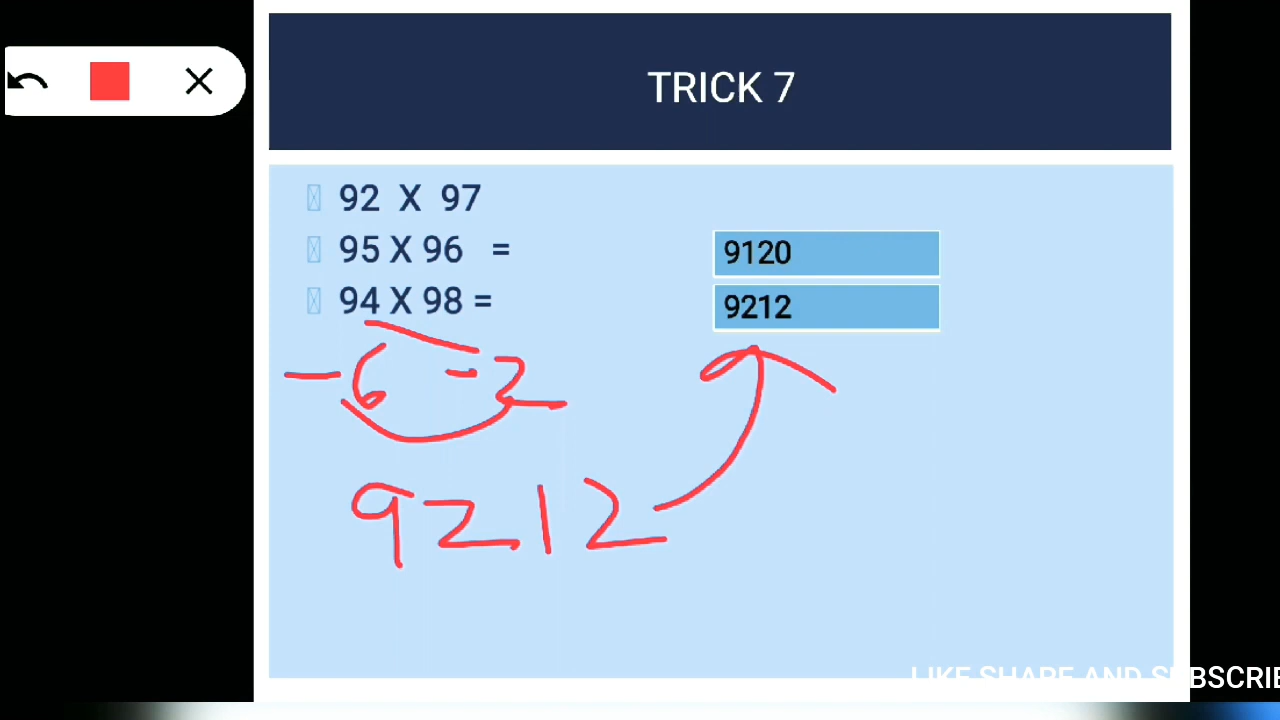 TRICK 7
92 X 97
95 X 96 =
9120
94 X 98 =
9212
-6 -2
9212
LIKE SHARE AND SUBSCRIBE